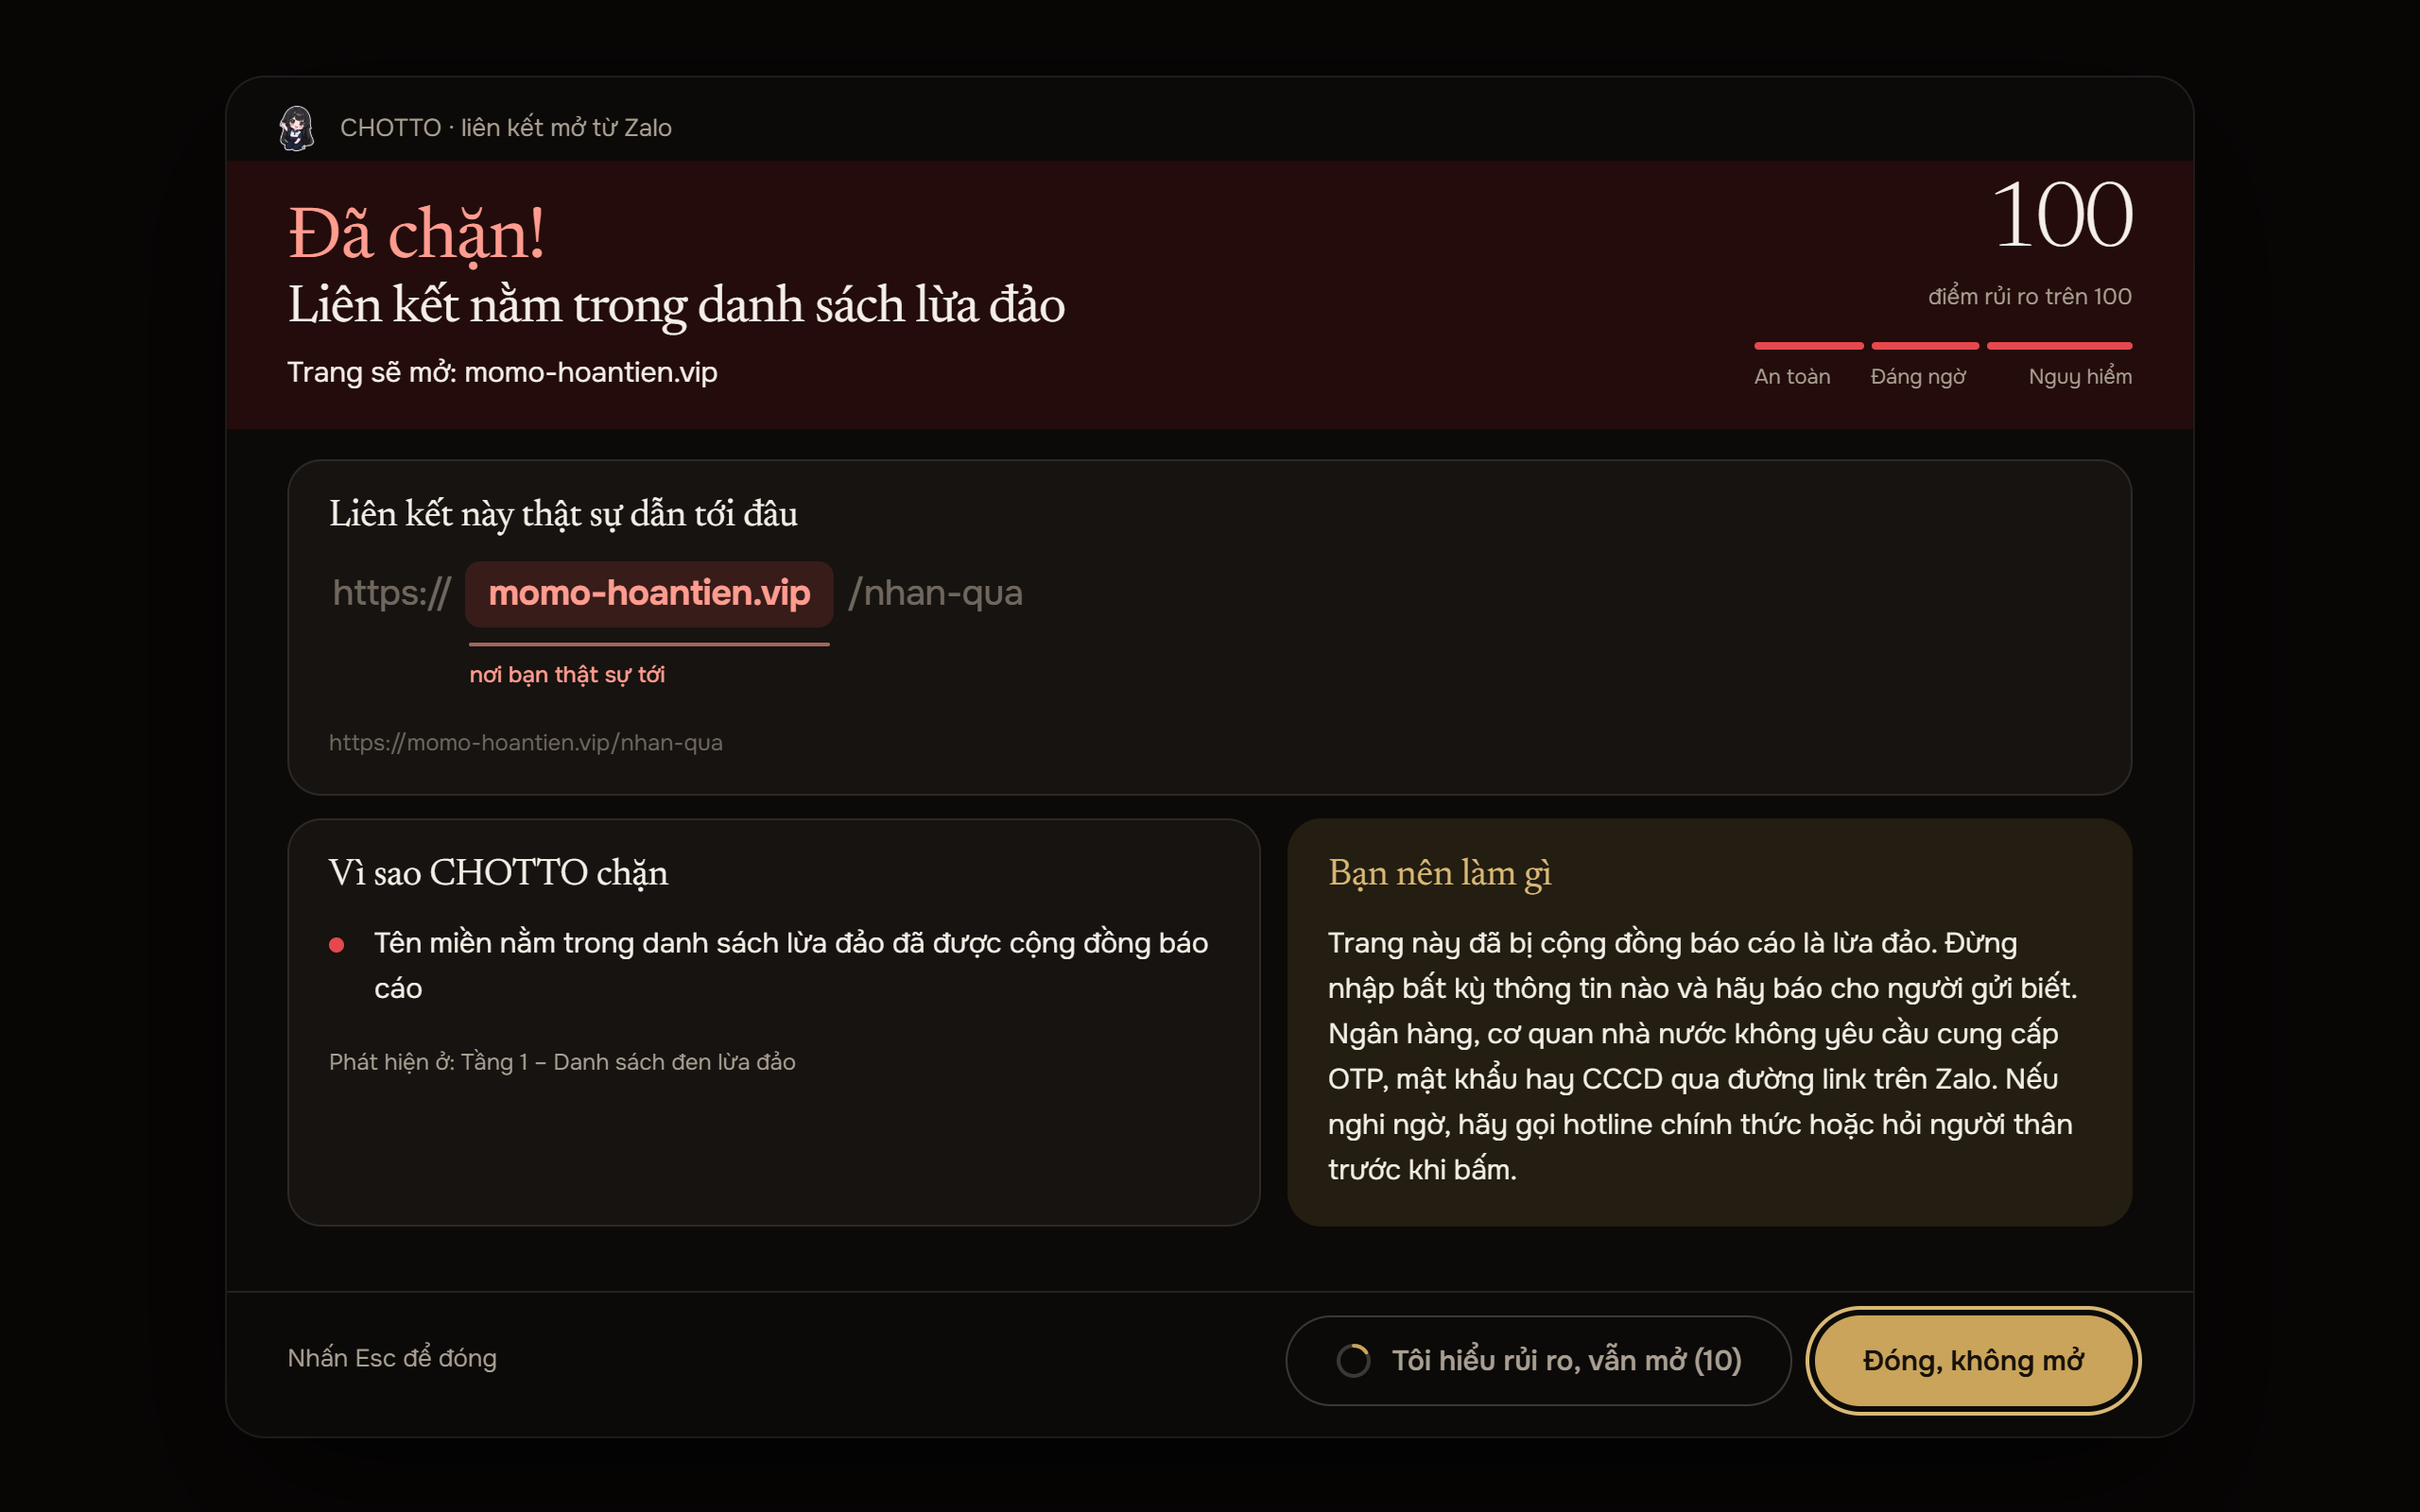 CHOTTO · liên kết mở từ Zalo
Đã chặn!
Liên kết nằm trong danh sách lừa đảo
Trang sẽ mở: momo-hoantien.vip
100
điểm rủi ro trên 100
An toàn Đáng ngờ Nguy hiểm
Liên kết này thật sự dẫn tới đâu
https:// momo-hoantien.vip /nhan-qua
nơi bạn thật sự tới
https://momo-hoantien.vip/nhan-qua
Vì sao CHOTTO chặn
Tên miền nằm trong danh sách lừa đảo đã được cộng đồng báo
cáo
Phát hiện ở: Tầng 1 – Danh sách đen lừa đảo
Bạn nên làm gì
Trang này đã bị cộng đồng báo cáo là lừa đảo. Đừng
nhập bất kỳ thông tin nào và hãy báo cho người gửi biết.
Ngân hàng, cơ quan nhà nước không yêu cầu cung cấp
OTP, mật khẩu hay CCCD qua đường link trên Zalo. Nếu
nghi ngờ, hãy gọi hotline chính thức hoặc hỏi người thân
trước khi bấm.
Nhấn Esc để đóng
Tôi hiểu rủi ro, vẫn mở (10)
Đóng, không mở